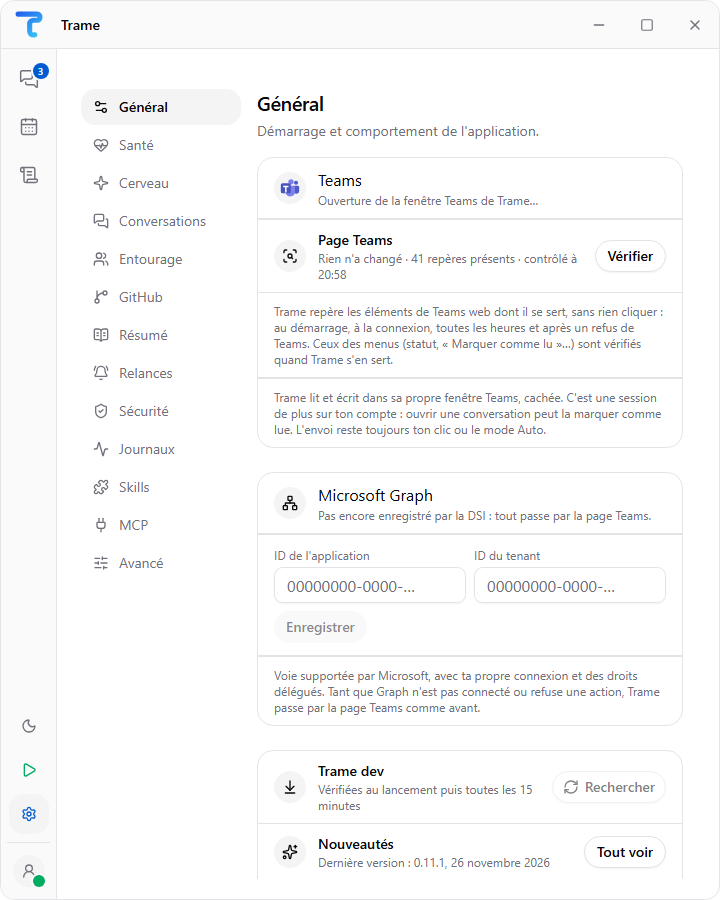 Trame
3
Général
Santé
Cerveau
Conversations
Entourage
GitHub
Résumé
Relances
Sécurité
Journaux
Skills
MCP
Avancé
Général
Démarrage et comportement de l'application.
Teams
Ouverture de la fenêtre Teams de Trame...
Page Teams
Rien n'a changé · 41 repères présents · contrôlé à
20:58
Vérifier
Trame repère les éléments de Teams web dont il se sert, sans rien cliquer :
au démarrage, à la connexion, toutes les heures et après un refus de
Teams. Ceux des menus (statut, « Marquer comme lu »...) sont vérifiés
quand Trame s'en sert.
Trame lit et écrit dans sa propre fenêtre Teams, cachée. C'est une session
de plus sur ton compte : ouvrir une conversation peut la marquer comme
lue. L'envoi reste toujours ton clic ou le mode Auto.
Microsoft Graph
Pas encore enregistré par la DSI : tout passe par la page Teams.
ID de l'application
ID du tenant
00000000-0000-...
00000000-0000-...
Enregistrer
Voie supportée par Microsoft, avec ta propre connexion et des droits
délégués. Tant que Graph n'est pas connecté ou refuse une action, Trame
passe par la page Teams comme avant.
Trame dev
Vérifiées au lancement puis toutes les 15
minutes
Rechercher
Nouveautés
Dernière version : 0.11.1, 26 novembre 2026
Tout voir